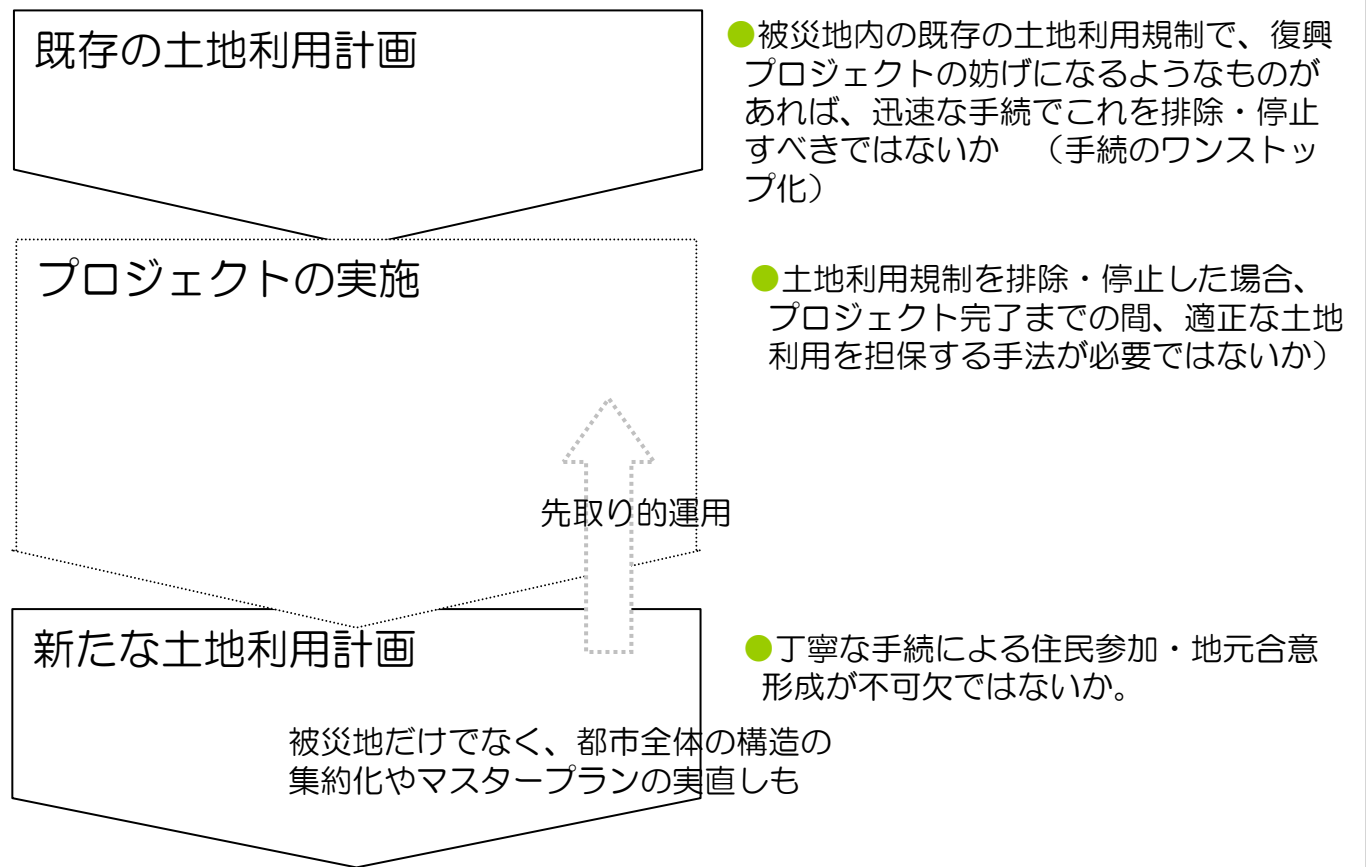 既存の土地利用計画
●被災地内の既存の土地利用規制で、復興
プロジェクトの妨げになるようなものが
あれば、迅速な手続でこれを排除・停止
すべきではないか　（手続のワンストッ
プ化）
プロジェクトの実施
●土地利用規制を排除・停止した場合、
プロジェクト完了までの間、適正な土地
利用を担保する手法が必要ではないか）
先取り的運用
新たな土地利用計画
●丁寧な手続による住民参加・地元合意
形成が不可欠ではないか。
被災地だけでなく、都市全体の構造の
集約化やマスタープランの実直しも